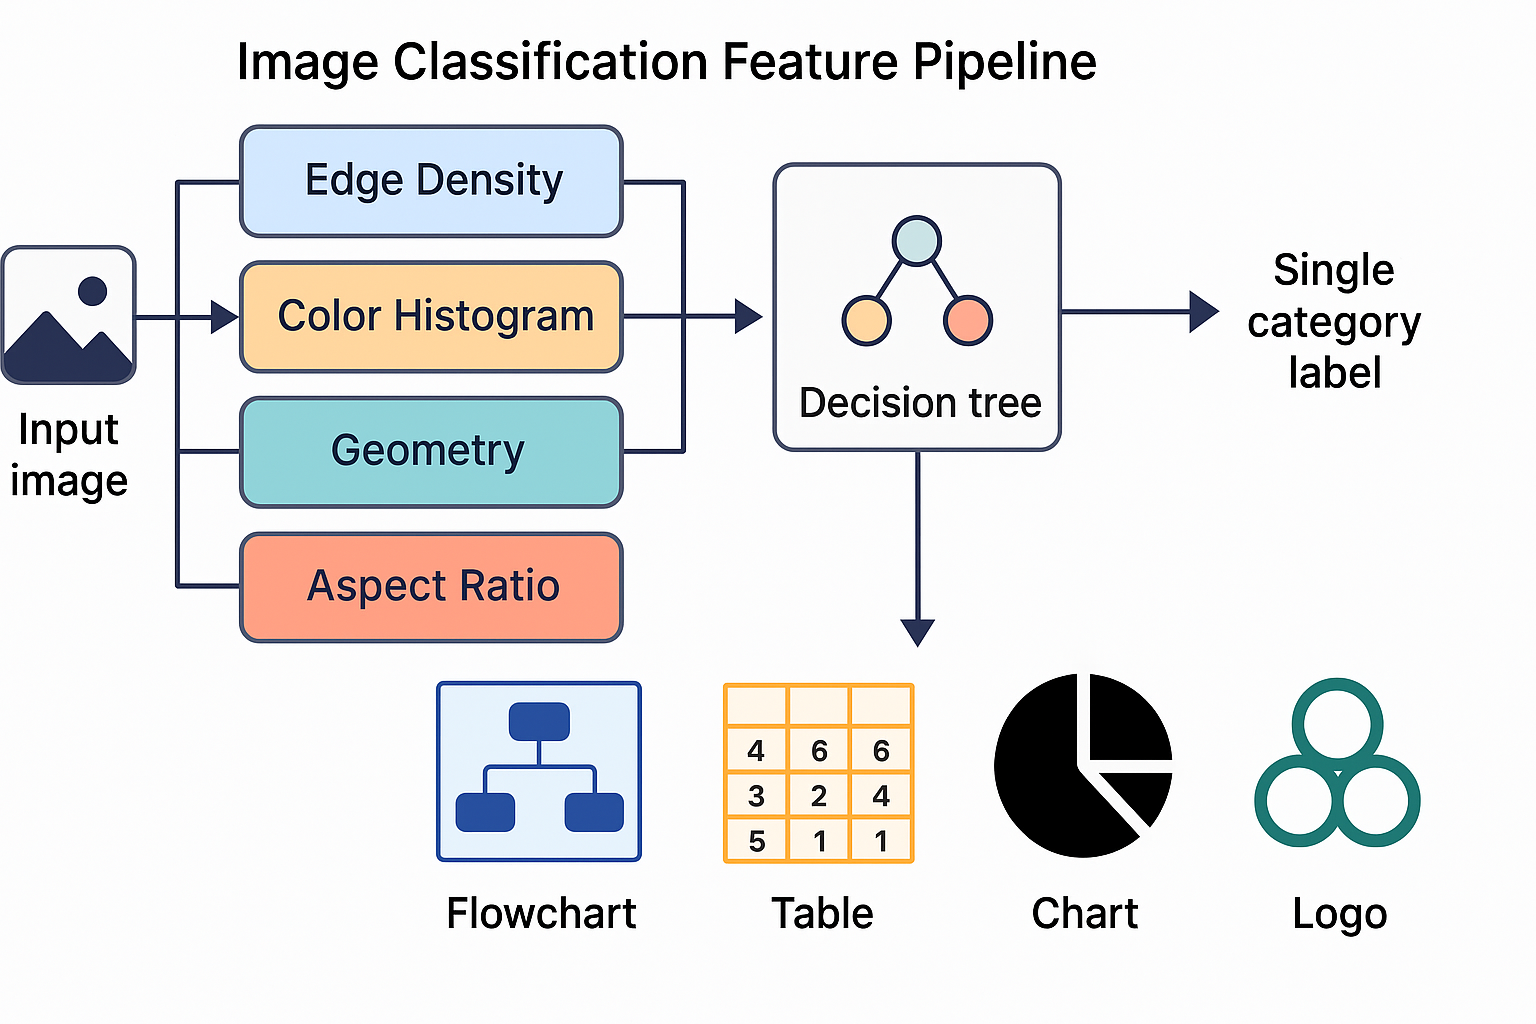 Image Classification Feature Pipeline
Edge Density
Color Histogram
Geometry
Aspect Ratio
Input
image
Decision tree
Single
category
label
4 6 6
3 2 4
5 1 1
Flowchart
Table
Chart
Logo